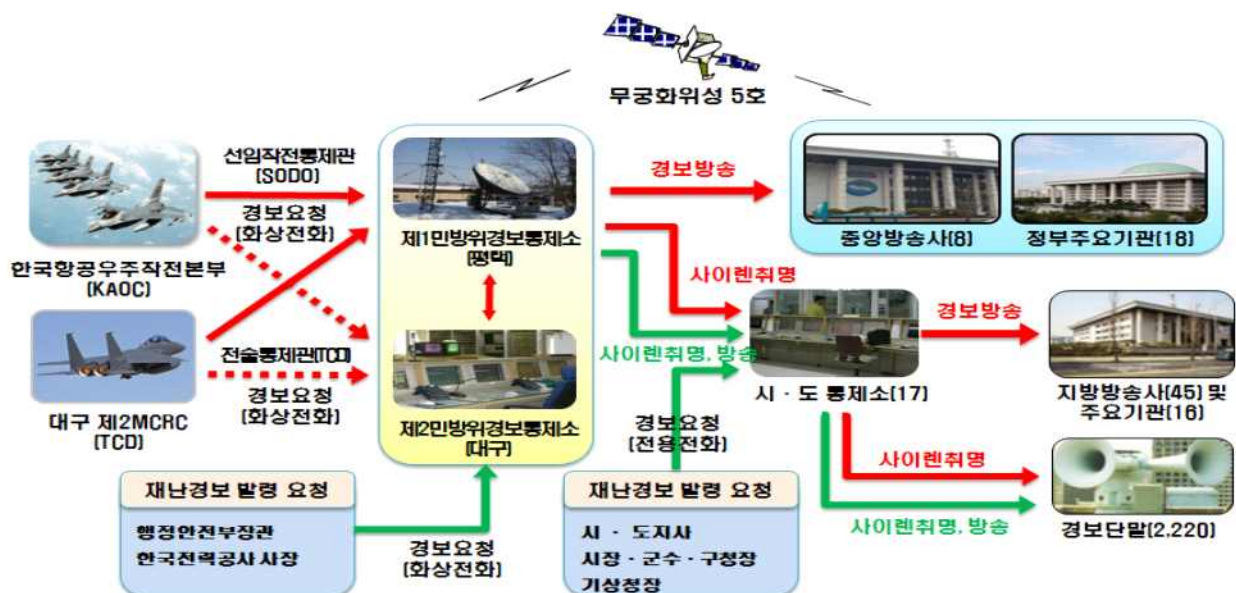 무궁화위성 5호
선임작전통제관
(SODO)
경보요청
(화상전화)
한국항공우주작전본부
(KAOC)
전술통제관(TCD)
경보요청
(화상전화)
대구 제2MCRC
(TCD)
제1민방위경보통제소
(평택)
제2민방위경보통제소
(대구)
경보방송
중앙방송사(8)
정부주요기관(18)
사이렌취명
사이렌취명, 방송
시 · 도 통제소(17)
경보방송
지방방송사(45) 및
주요기관(16)
경보요청
(전용전화)
사이렌취명
사이렌취명, 방송
경보단말(2,220)
재난경보 발령 요청
행정안전부장관
한국전력공사 사장
경보요청
(화상전화)
재난경보 발령 요청
시 · 도지사
시장 · 군수 · 구청장
기상청장